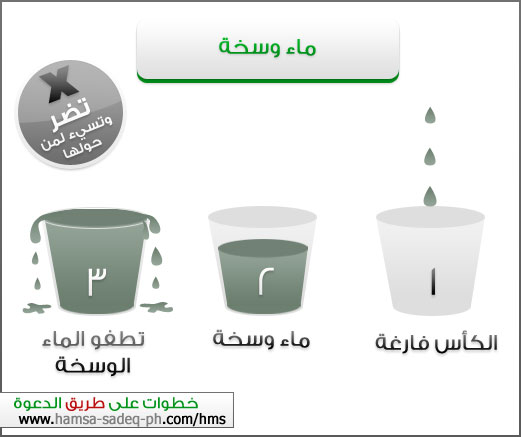 ماء وسخة
X
تضر
وتسيء لمن
حولها
١
٢
٣
الكأس فارغة
ماء وسخة
تطفو الماء
الوسخة
خطوات على طريق الدعوة
www.hamsa-sadeq-ph.com/hms